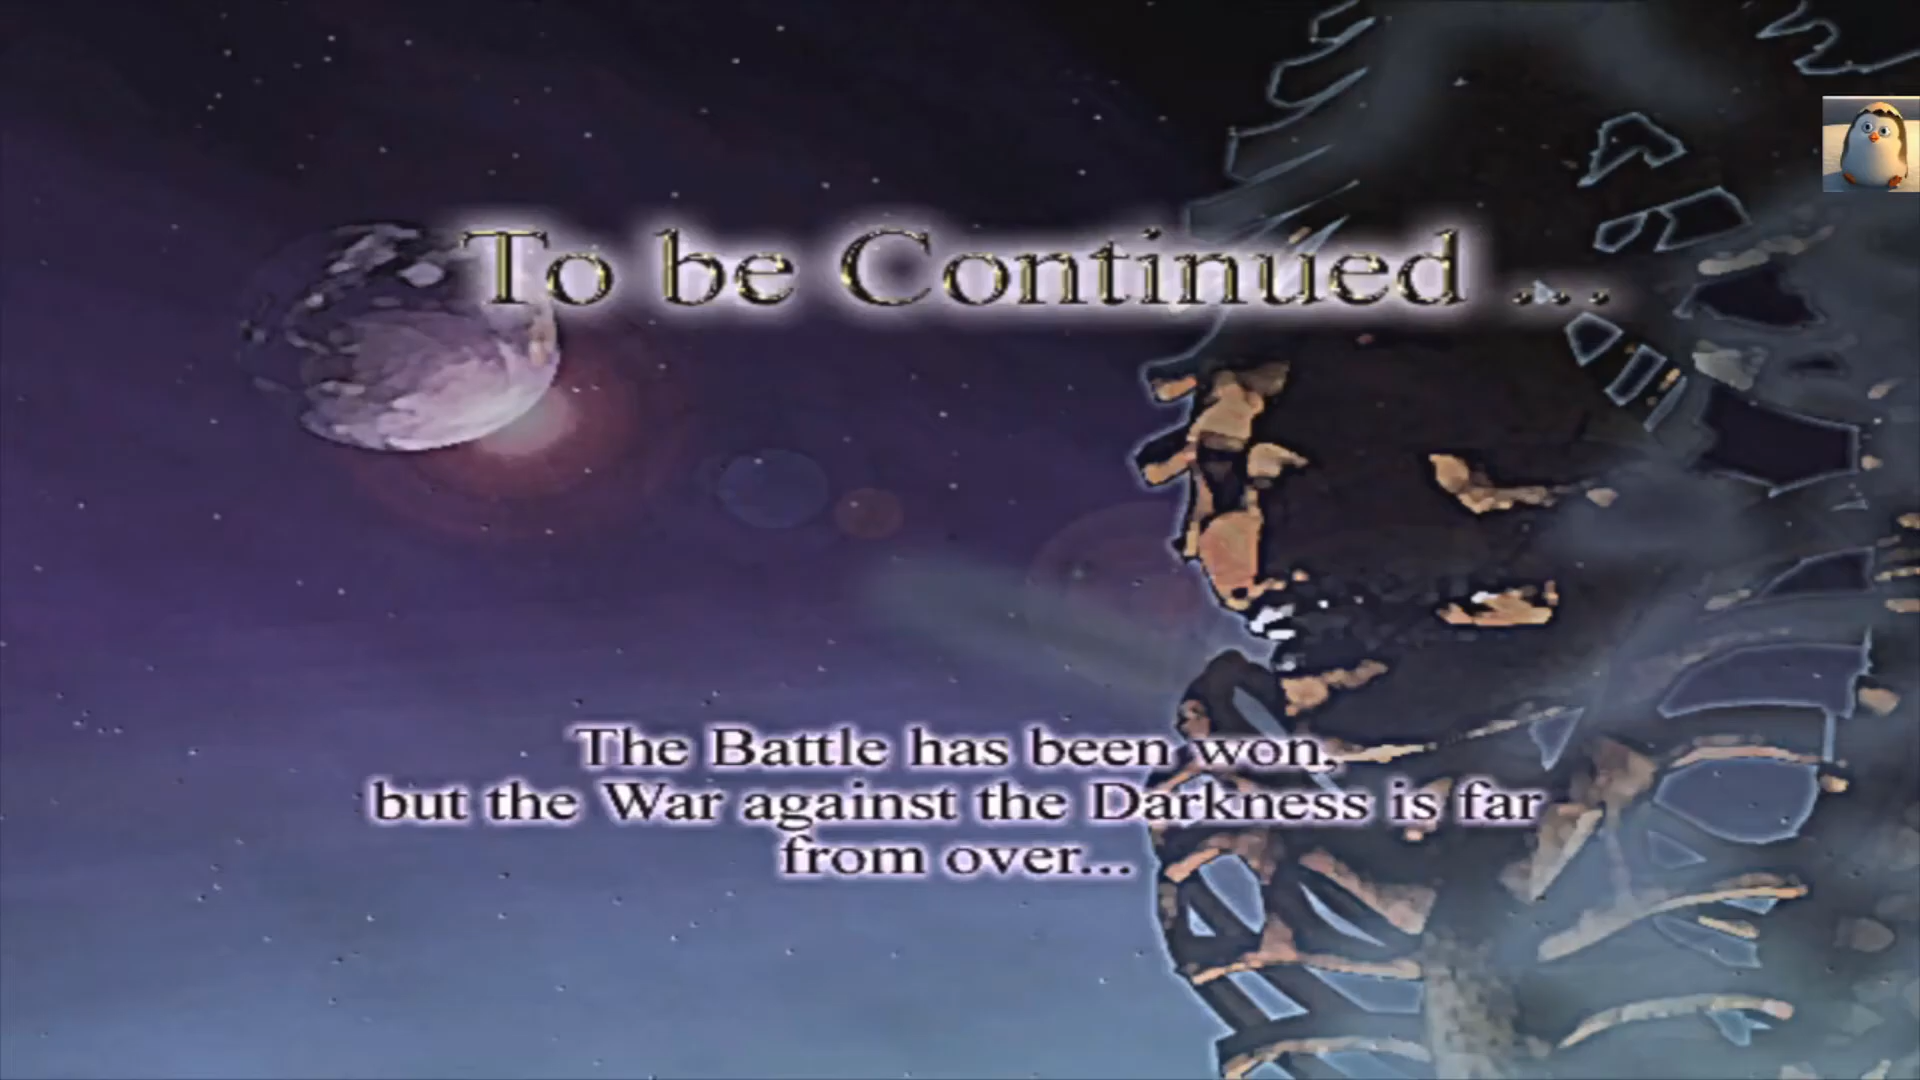 To be Continued ...
The Battle has been won,
but the War against the Darkness is far
from over...